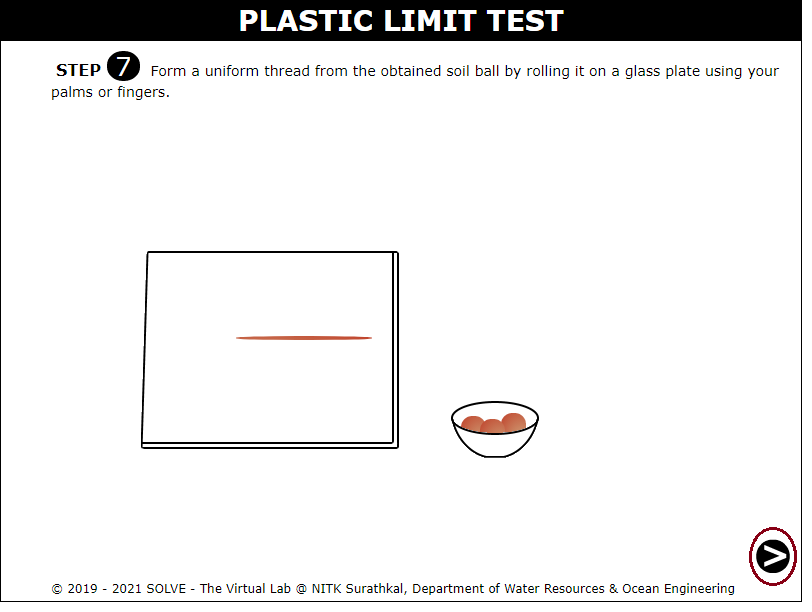 PLASTIC LIMIT TEST
STEP 7 Form a uniform thread from the obtained soil ball by rolling it on a glass plate using your
palms or fingers.
© 2019 - 2021 SOLVE - The Virtual Lab @ NITK Surathkal, Department of Water Resources & Ocean Engineering